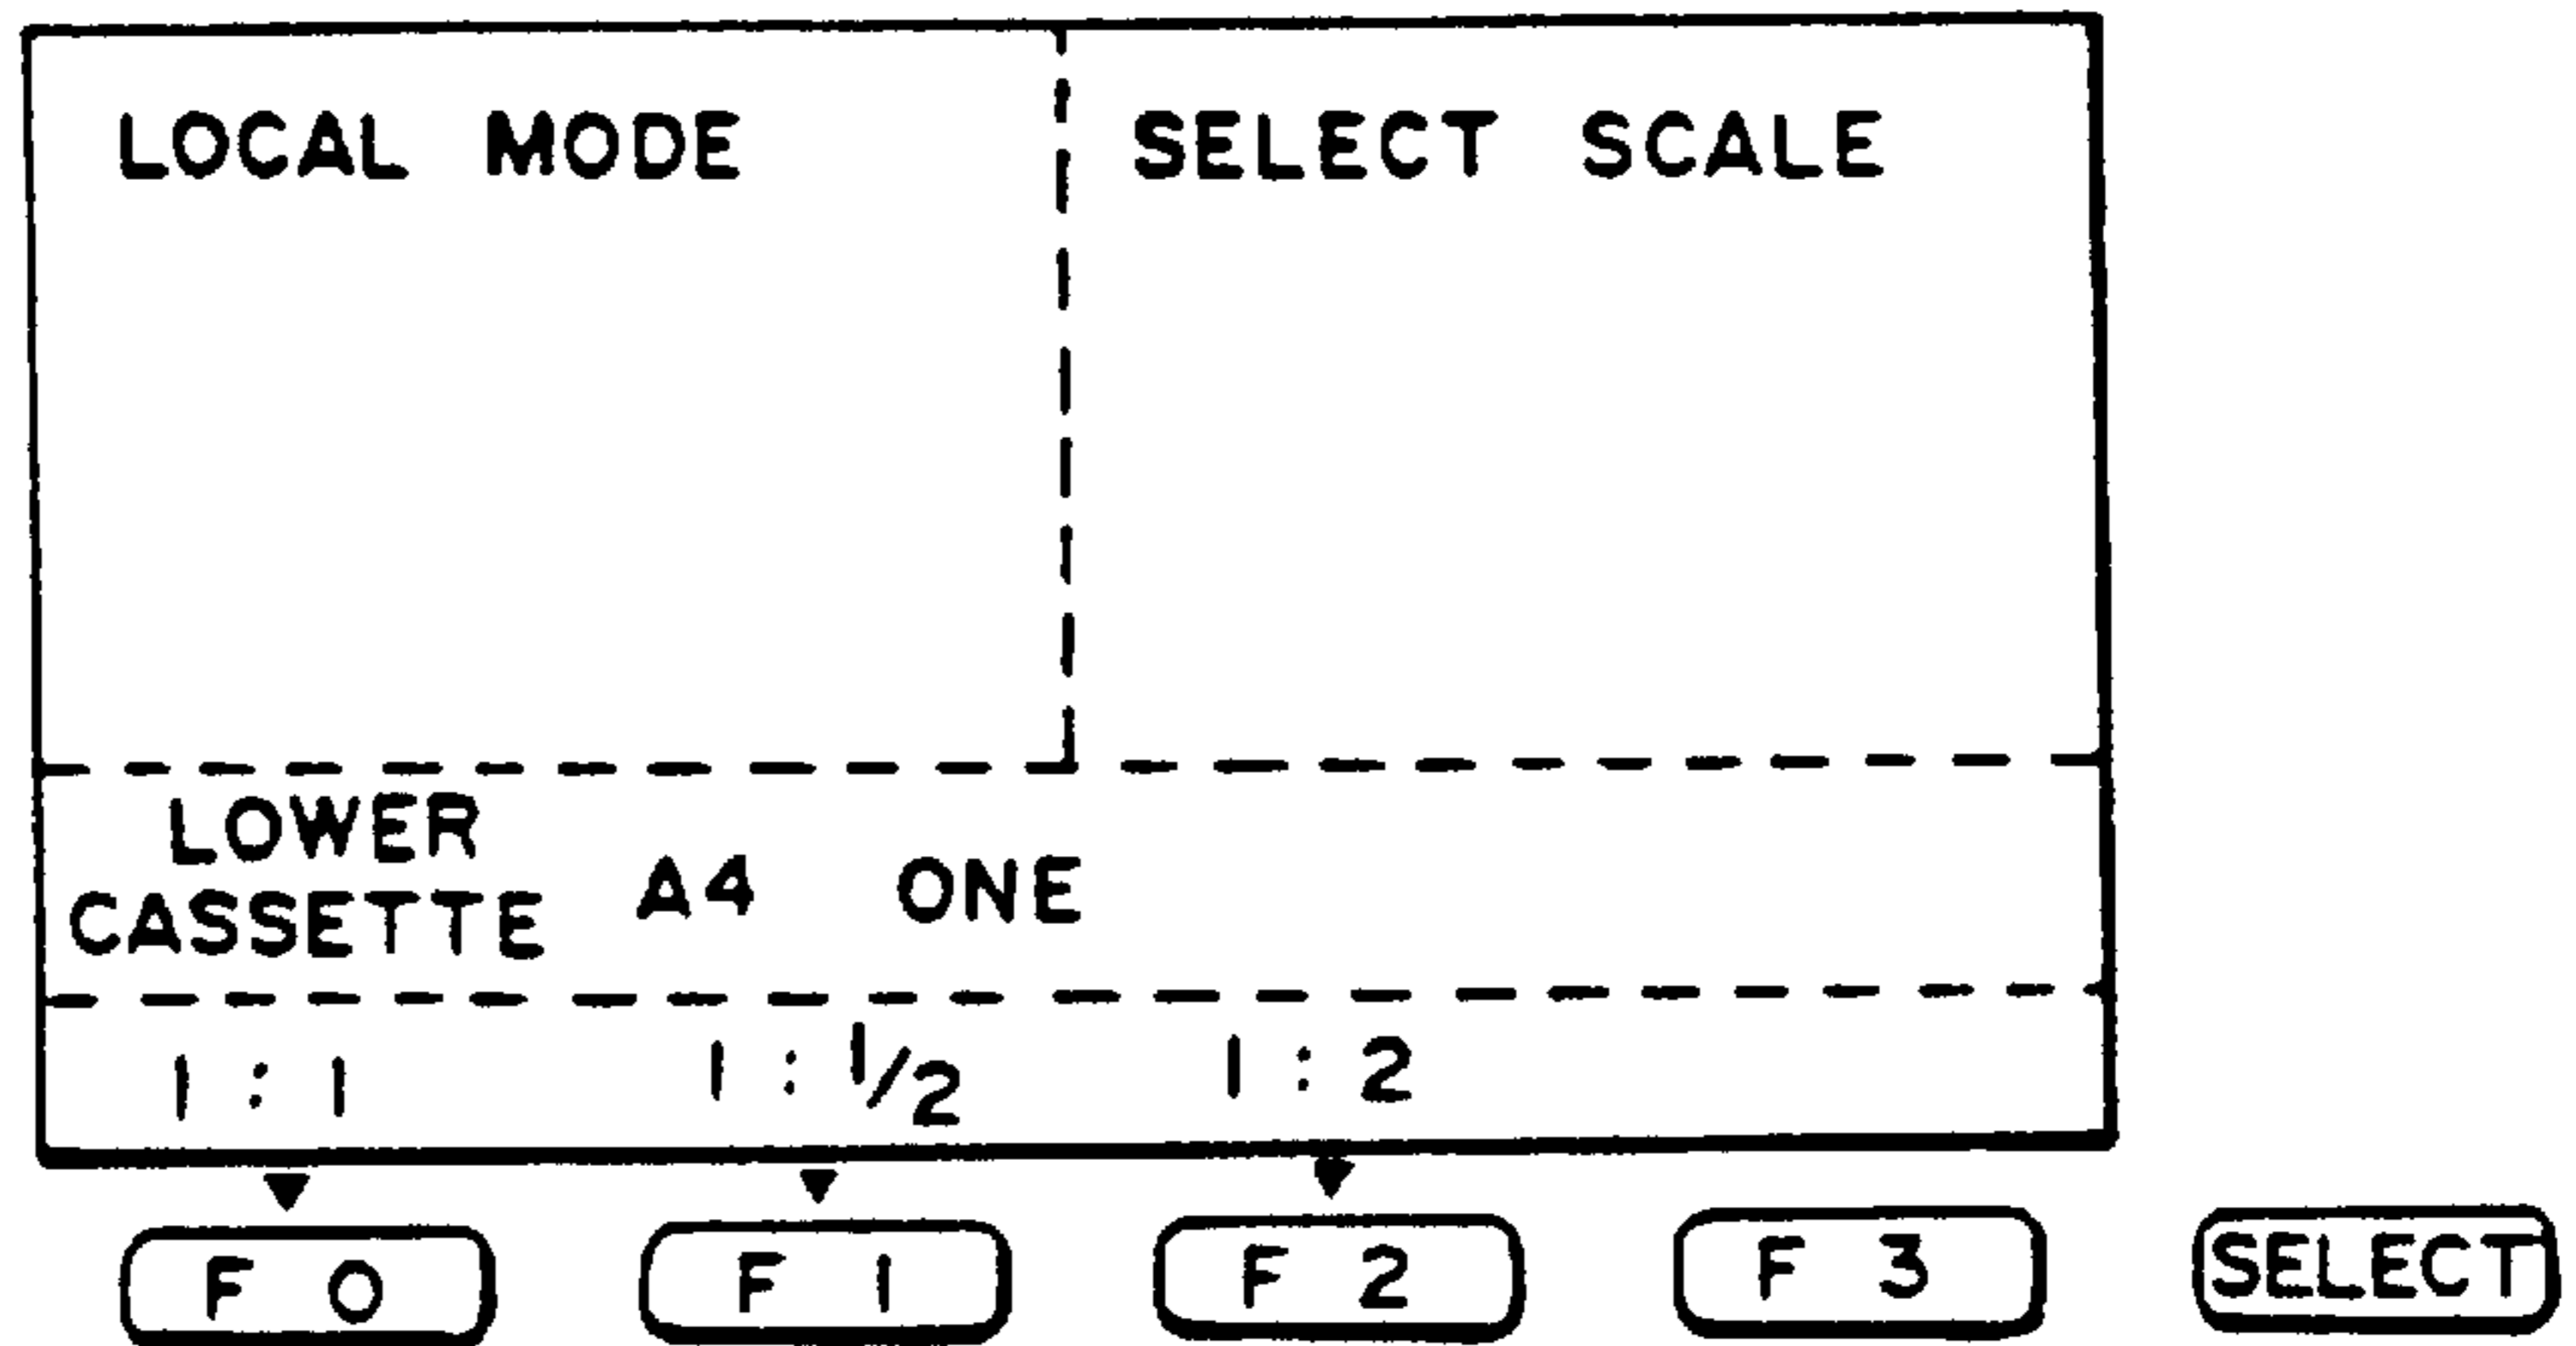 LOCAL MODE
SELECT SCALE
LOWER
CASSETTE A4 ONE
1 : 1 1 : 1/2 1 : 2
F 0 F 1 F 2 F 3 SELECT